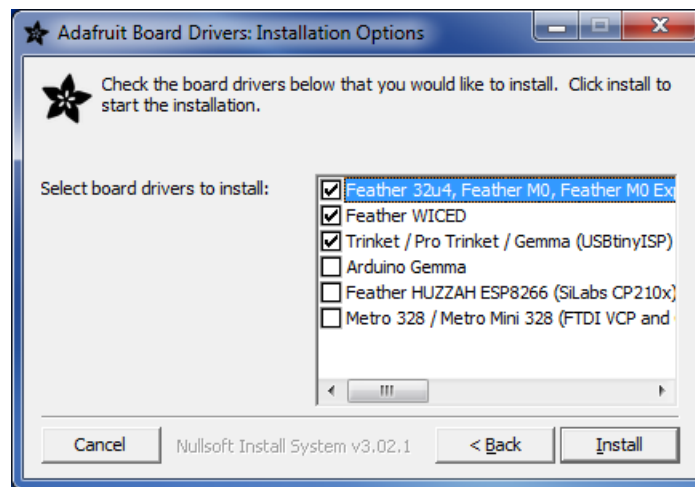 Adafruit Board Drivers: Installation Options
Check the board drivers below that you would like to install. Click install to
start the installation.
Select board drivers to install:
Feather 32u4, Feather M0, Feather M0 Exp
Feather WICED
Trinket / Pro Trinket / Gemma (USBtinyISP)
Arduino Gemma
Feather HUZZAH ESP8266 (SiLabs CP210x)
Metro 328 / Metro Mini 328 (FTDI VCP and
Cancel
Nullsoft Install System v3.02.1
< Back
Install